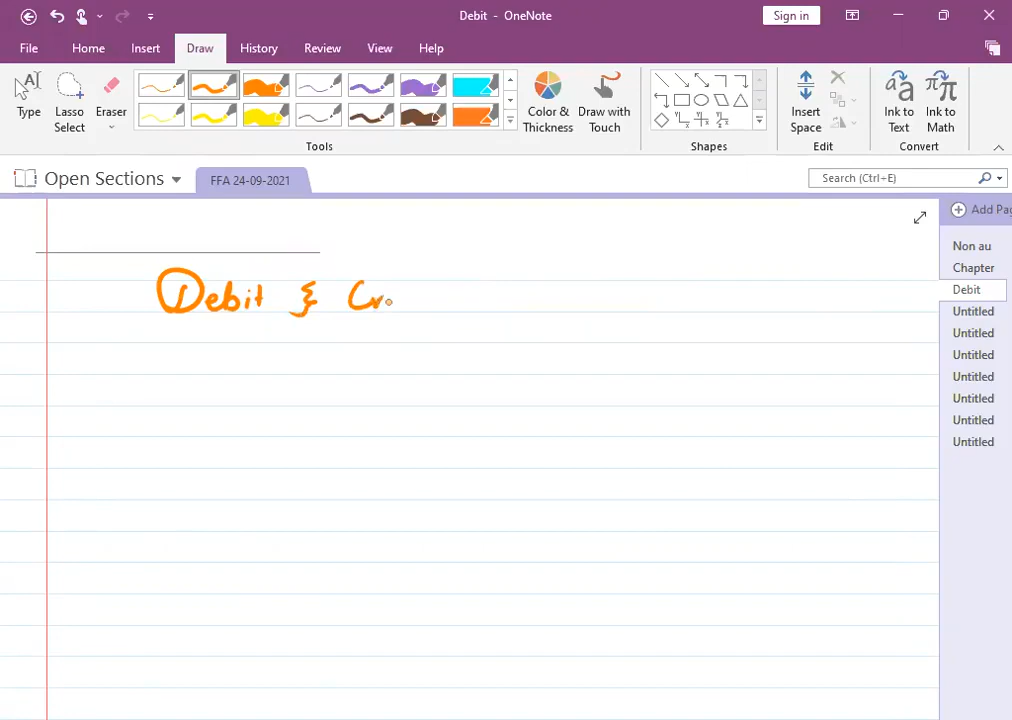 Debit - OneNote
Sign in
File Home Insert Draw History Review View Help
Type
Lasso Select
Eraser
Color & Thickness
Draw with Touch
Insert Space
Ink to Text
Ink to Math
Tools
Shapes
Edit
Convert
Open Sections
FFA 24-09-2021
Search (Ctrl+E)
Add Pag
Non au
Chapter
Debit
Untitled
Untitled
Untitled
Untitled
Untitled
Untitled
Untitled
Debit & Cr